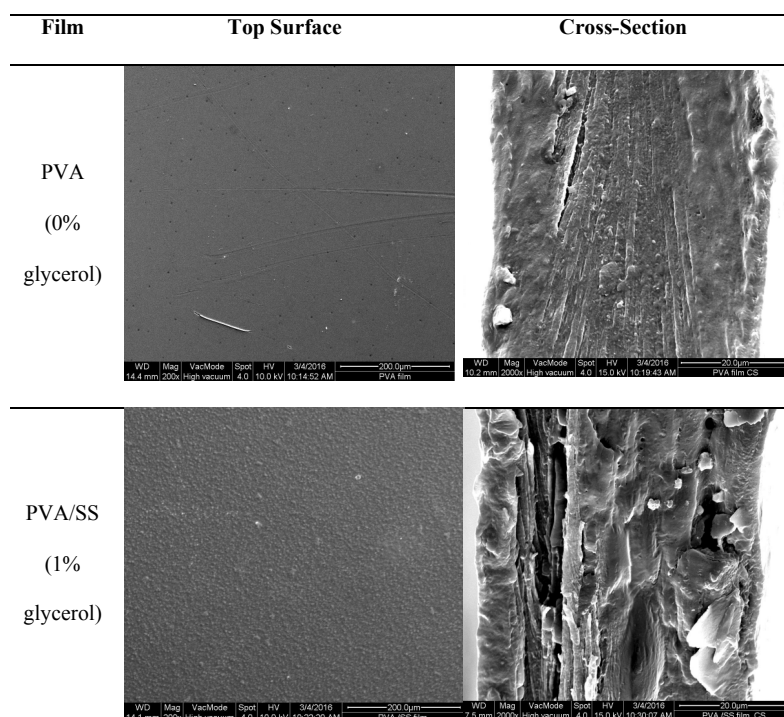 Film Top Surface Cross-Section
PVA
(0%
glycerol)
WD Mag VacMode Spot HV 3/4/2016 200.0µm
14.4 mm 200x High vacuum 4.0 10.0 kV 10:14:52 AM PVA film
WD Mag VacMode Spot HV 3/4/2016 20.0µm
10.2 mm 2000x High vacuum 4.0 15.0 kV 10:19:43 AM PVA film CS
PVA/SS
(1%
glycerol)
WD Mag VacMode Spot HV 3/4/2016 200.0µm
14.1 mm 200x High vacuum 4.0 10.0 kV PVA/SS film
WD Mag VacMode Spot HV 3/4/2016 20.0µm
7.5 mm 2000x High vacuum 4.0 15.0 kV 10:30:07 AM PVA/SS film CS